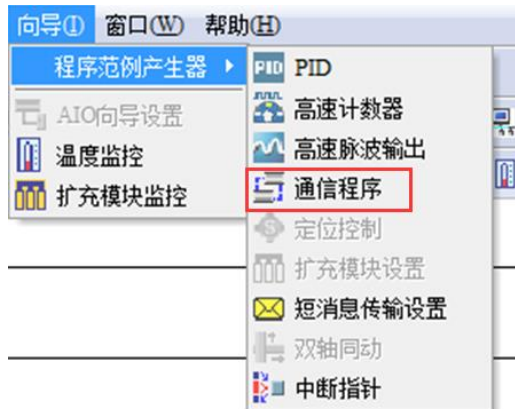 向导(I) 窗口(W) 帮助(H)
程序范例产生器
AIO向导设置
温度监控
扩充模块监控
PID PID
高速计数器
高速脉波输出
通信程序
定位控制
扩充模块设置
短消息传输设置
双轴同动
中断指针